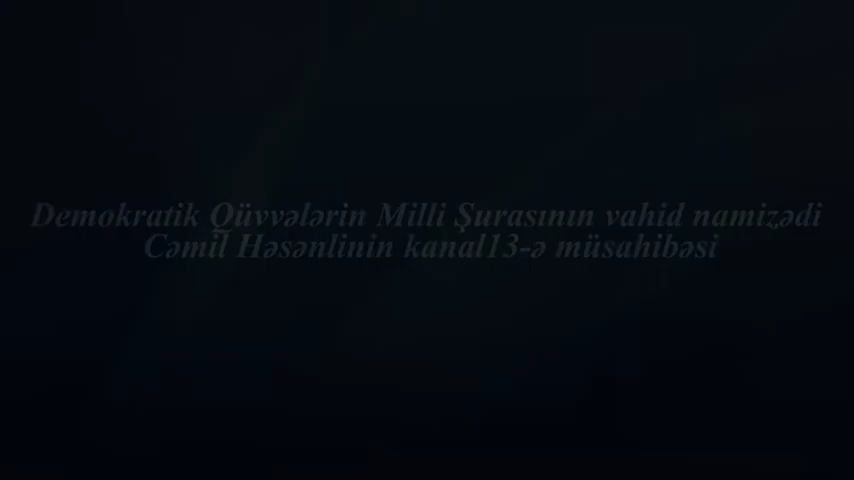 Demokratik Qüvvələrin Milli Şurasının vahid namizədi
Cəmil Həsənlinin kanal13-ə müsahibəsi